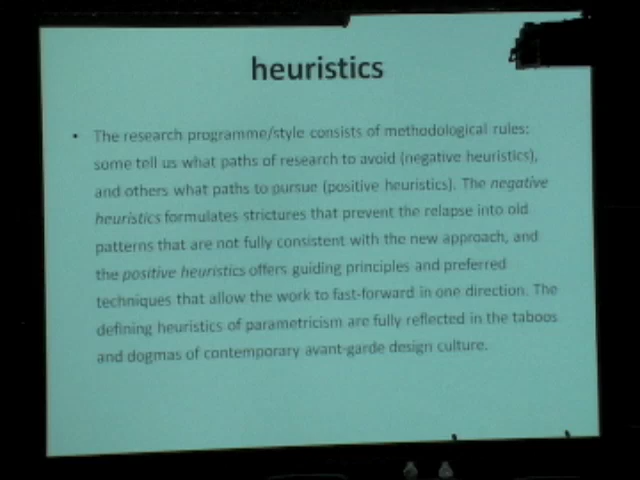 heuristics
• The research programme/style consists of methodological rules:
some tell us what paths of research to avoid (negative heuristics),
and others what paths to pursue (positive heuristics). The negative
heuristics formulates strictures that prevent the relapse into old
patterns that are not fully consistent with the new approach, and
the positive heuristics offers guiding principles and preferred
techniques that allow the work to fast-forward in one direction. The
defining heuristics of parametricism are fully reflected in the taboos
and dogmas of contemporary avant-garde design culture.